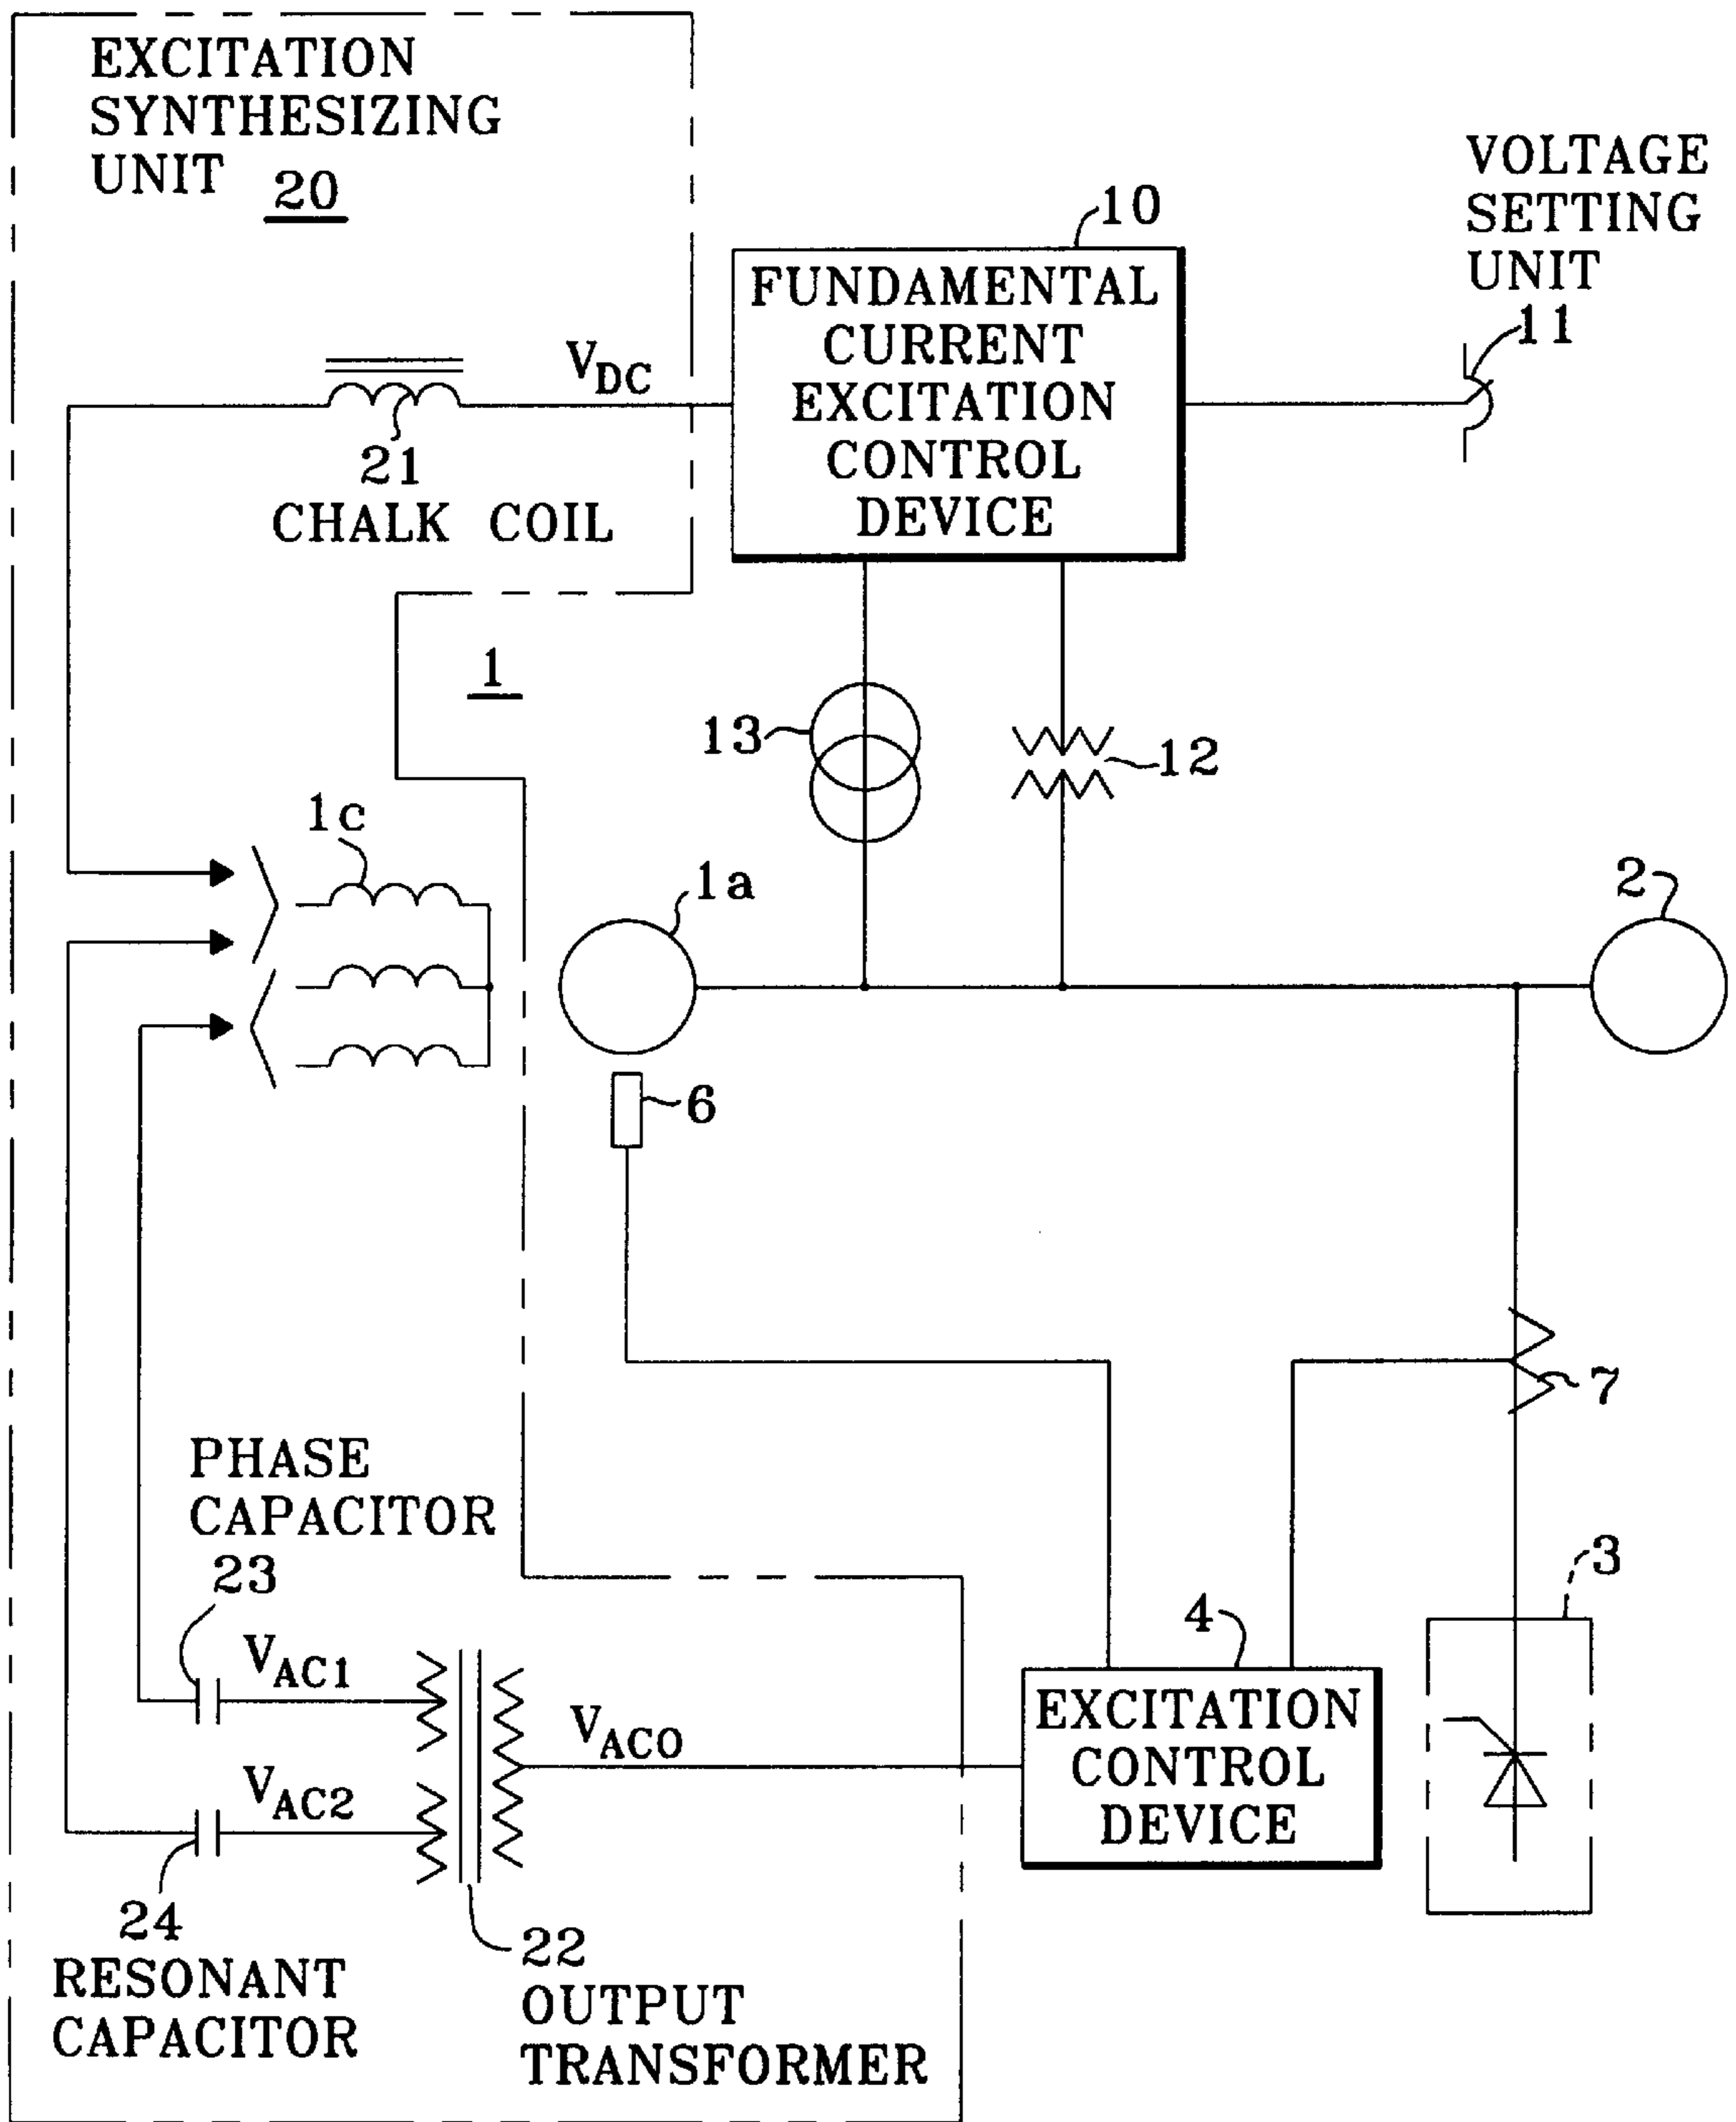 EXCITATION
SYNTHESIZING
UNIT 20
VOLTAGE
SETTING
UNIT
11
10
FUNDAMENTAL
CURRENT
EXCITATION
CONTROL
DEVICE
VDC
21
CHALK COIL
1
13
12
1c
1a
2
6
7
PHASE
CAPACITOR
23
3
4
VAC1
VACO
EXCITATION
CONTROL
DEVICE
VAC2
24
RESONANT
CAPACITOR
22
OUTPUT
TRANSFORMER